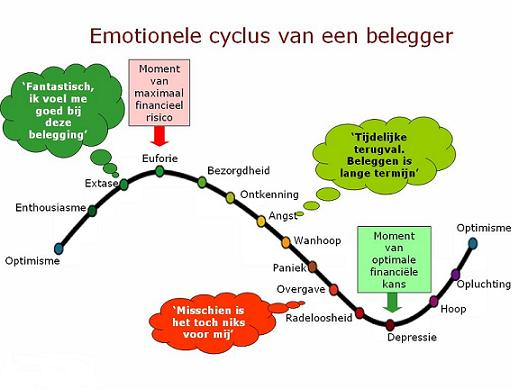 Emotionele cyclus van een belegger
‘Fantastisch,
ik voel me
goed bij
deze
belegging’
Moment
van
maximaal
financieel
risico
Euforie
Extase
Enthousiasme
Optimisme
Bezorgdheid
Ontkenning
Angst
‘Tijdelijke
terugval.
Beleggen is
lange termijn’
Wanhoop
Paniek
Overgave
Radeloosheid
‘Misschien is
het toch niks
voor mij’
Moment
van
optimale
financiële
kans
Depressie
Hoop
Opluchting
Optimisme